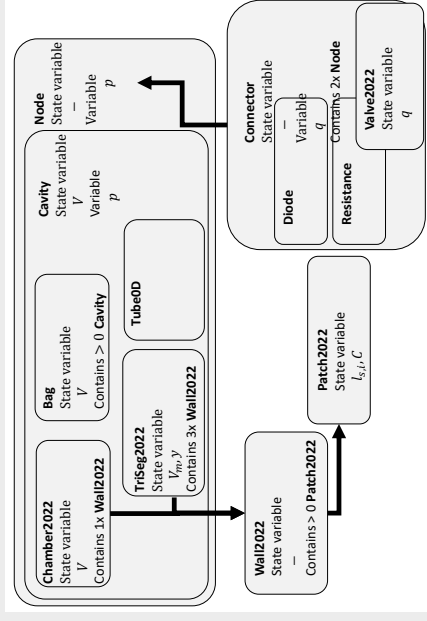 Node
State variable
−
Variable
p
Cavity
State variable
V
Variable
p
Bag
State variable
V
Contains > 0 Cavity
Chamber2022
State variable
V
Contains 1x Wall2022
Tube0D
TriSeg2022
State variable
V_m, y
Contains 3x Wall2022
Wall2022
State variable
−
Contains > 0 Patch2022
Patch2022
State variable
l_{s,i}, C
Connector
State variable
−
Variable
q
Contains 2x Node
Diode
Resistance
Valve2022
State variable
q